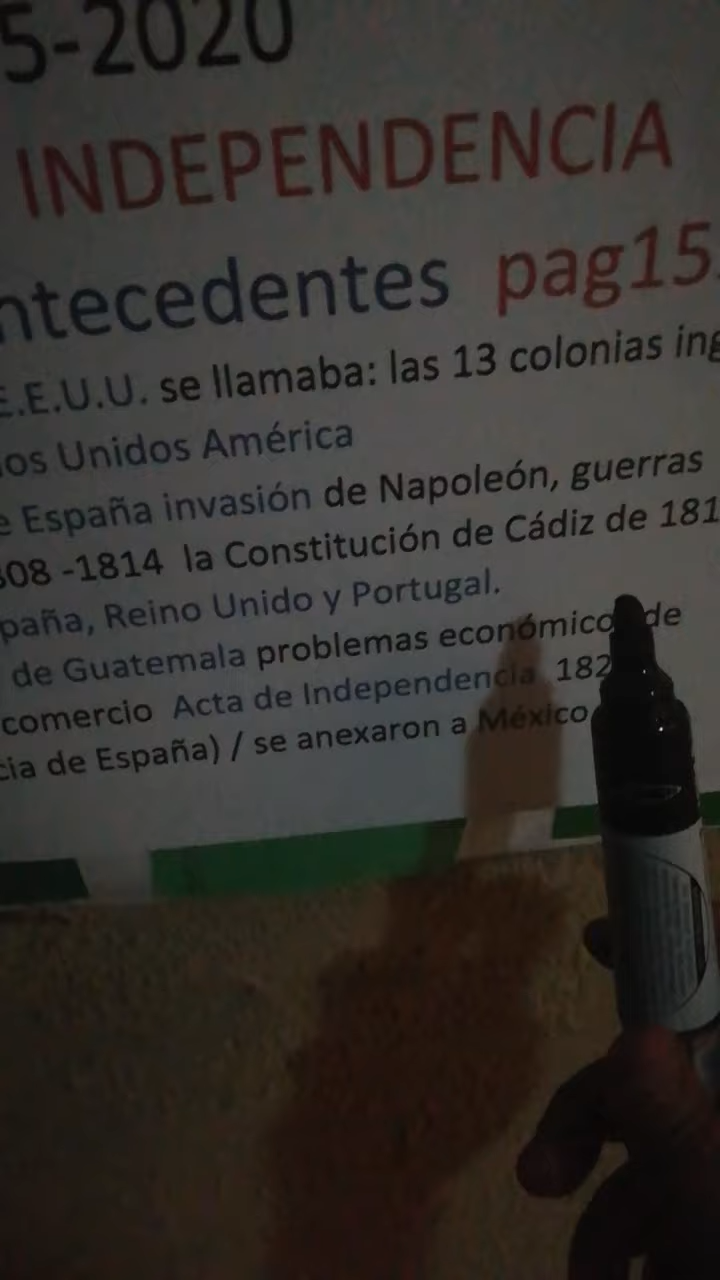 5-2020
INDEPENDENCIA
ntecedentes pag15
E.E.U.U. se llamaba: las 13 colonias ing
os Unidos América
e España invasión de Napoleón, guerras
808 -1814 la Constitución de Cádiz de 181
paña, Reino Unido y Portugal.
de Guatemala problemas económico de
comercio Acta de Independencia 182
cia de España) / se anexaron a México